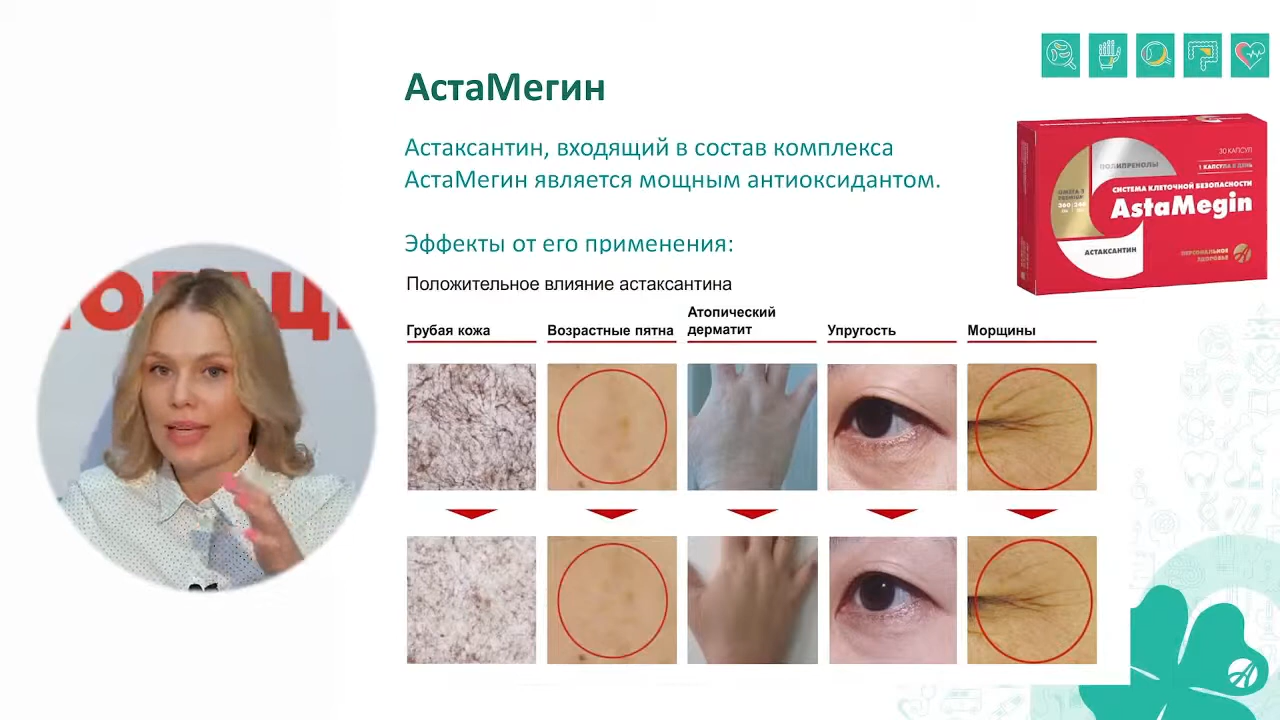 АстаМегин
Астаксантин, входящий в состав комплекса
АстаМегин является мощным антиоксидантом.
Эффекты от его применения:
Положительное влияние астаксантина
Грубая кожа
Возрастные пятна
Атопический
дерматит
Упругость
Морщины
30 КАПСУЛ
1 КАПСУЛА В ДЕНЬ
ПОЛИПРЕНОЛЫ
СИСТЕМА КЛЕТОЧНОЙ БЕЗОПАСНОСТИ
AstaMegin
АСТАКСАНТИН
ПЕРСОНАЛЬНОЕ
ЗДОРОВЬЕ